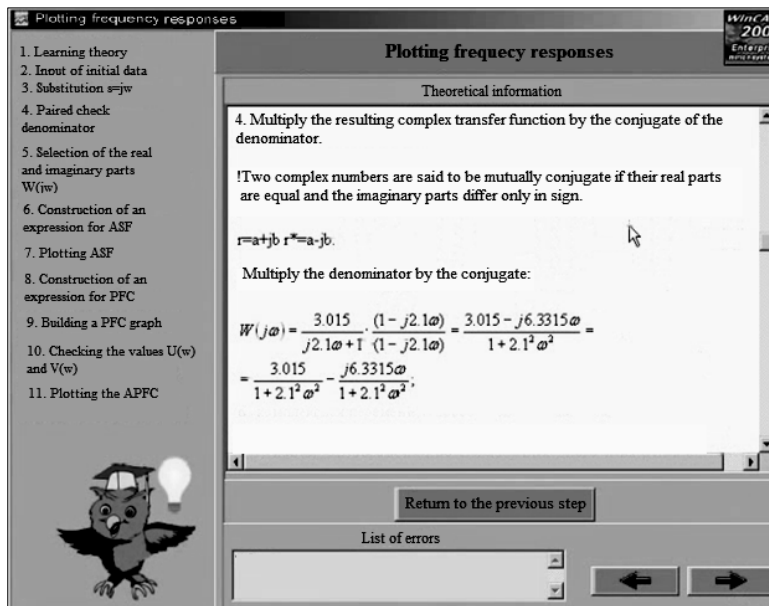 Plotting frequency responses
WinCA
200
Enterpr
Plotting frequecy responses
1. Learning theory
2. Inout of initial data
3. Substitution s=jw
4. Paired check
denominator
5. Selection of the real
and imaginary parts
W(jw)
6. Construction of an
expression for ASF
7. Plotting ASF
8. Construction of an
expression for PFC
9. Building a PFC graph
10. Checking the values U(w)
and V(w)
11. Plotting the APFC
Theoretical information
4. Multiply the resulting complex transfer function by the conjugate of the
denominator.
!Two complex numbers are said to be mutually conjugate if their real parts
are equal and the imaginary parts differ only in sign.
r=a+jb r*=a-jb.
Multiply the denominator by the conjugate:
W(jω) = 3.015 / (j2.1ω+1) · (1 − j2.1ω) / (1 − j2.1ω) = (3.015 − j6.3315ω) / (1 + 2.1²ω²) =
= 3.015 / (1 + 2.1²ω²) − j6.3315ω / (1 + 2.1²ω²);
Return to the previous step
List of errors